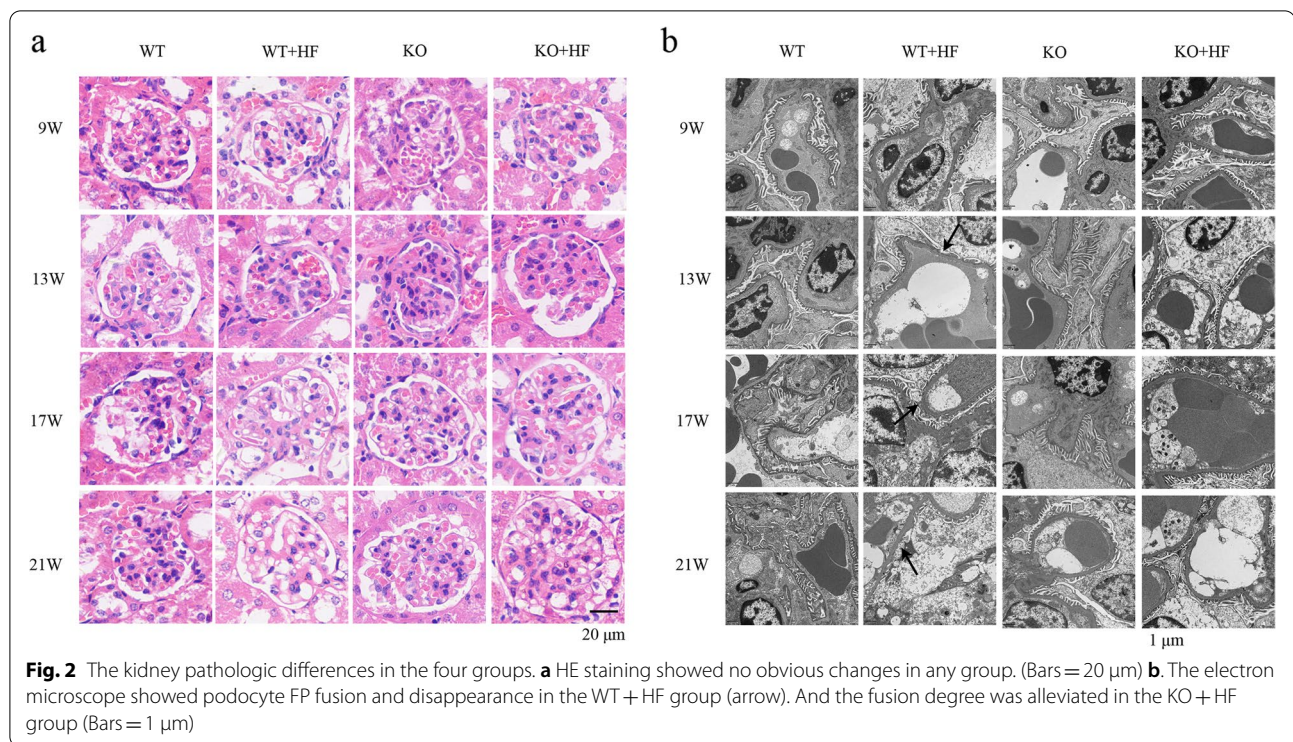 a
WT WT+HF KO KO+HF
9W
13W
17W
21W
20 μm
b
WT WT+HF KO KO+HF
9W
13W
17W
21W
1 μm
Fig. 2 The kidney pathologic differences in the four groups. a HE staining showed no obvious changes in any group. (Bars = 20 μm) b. The electron
microscope showed podocyte FP fusion and disappearance in the WT + HF group (arrow). And the fusion degree was alleviated in the KO + HF
group (Bars = 1 μm)